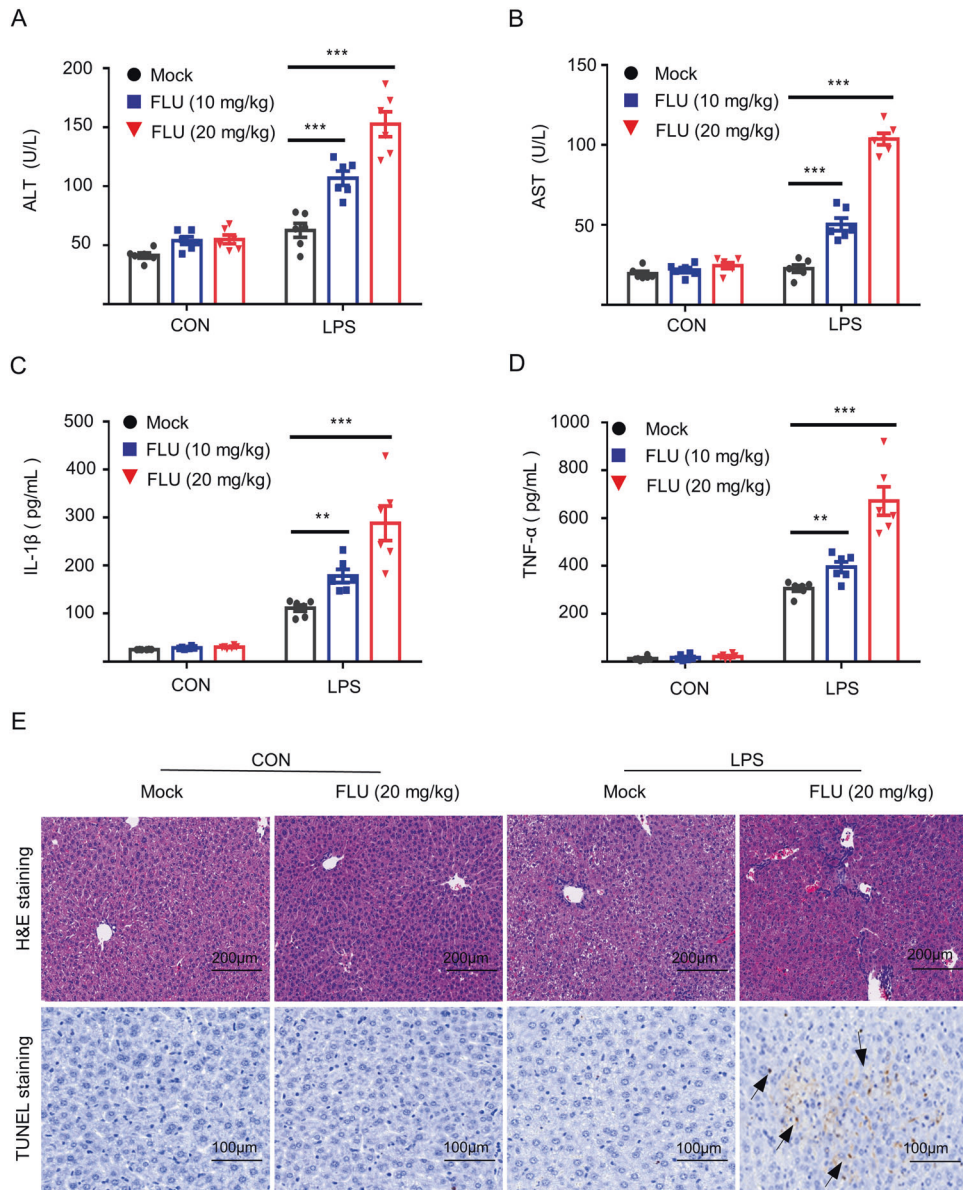 A
ALT (U/L)
200
150
100
50
Mock
FLU (10 mg/kg)
FLU (20 mg/kg)
***
***
CON
LPS
B
AST (U/L)
150
100
50
Mock
FLU (10 mg/kg)
FLU (20 mg/kg)
***
***
CON
LPS
C
IL-1β ( pg/mL )
500
400
300
200
100
Mock
FLU (10 mg/kg)
FLU (20 mg/kg)
***
**
CON
LPS
D
TNF-α ( pg/mL )
1000
800
600
400
200
Mock
FLU (10 mg/kg)
FLU (20 mg/kg)
***
**
CON
LPS
E
CON
LPS
Mock
FLU (20 mg/kg)
Mock
FLU (20 mg/kg)
H&E staining
200μm
200μm
200μm
200μm
TUNEL staining
100μm
100μm
100μm
100μm